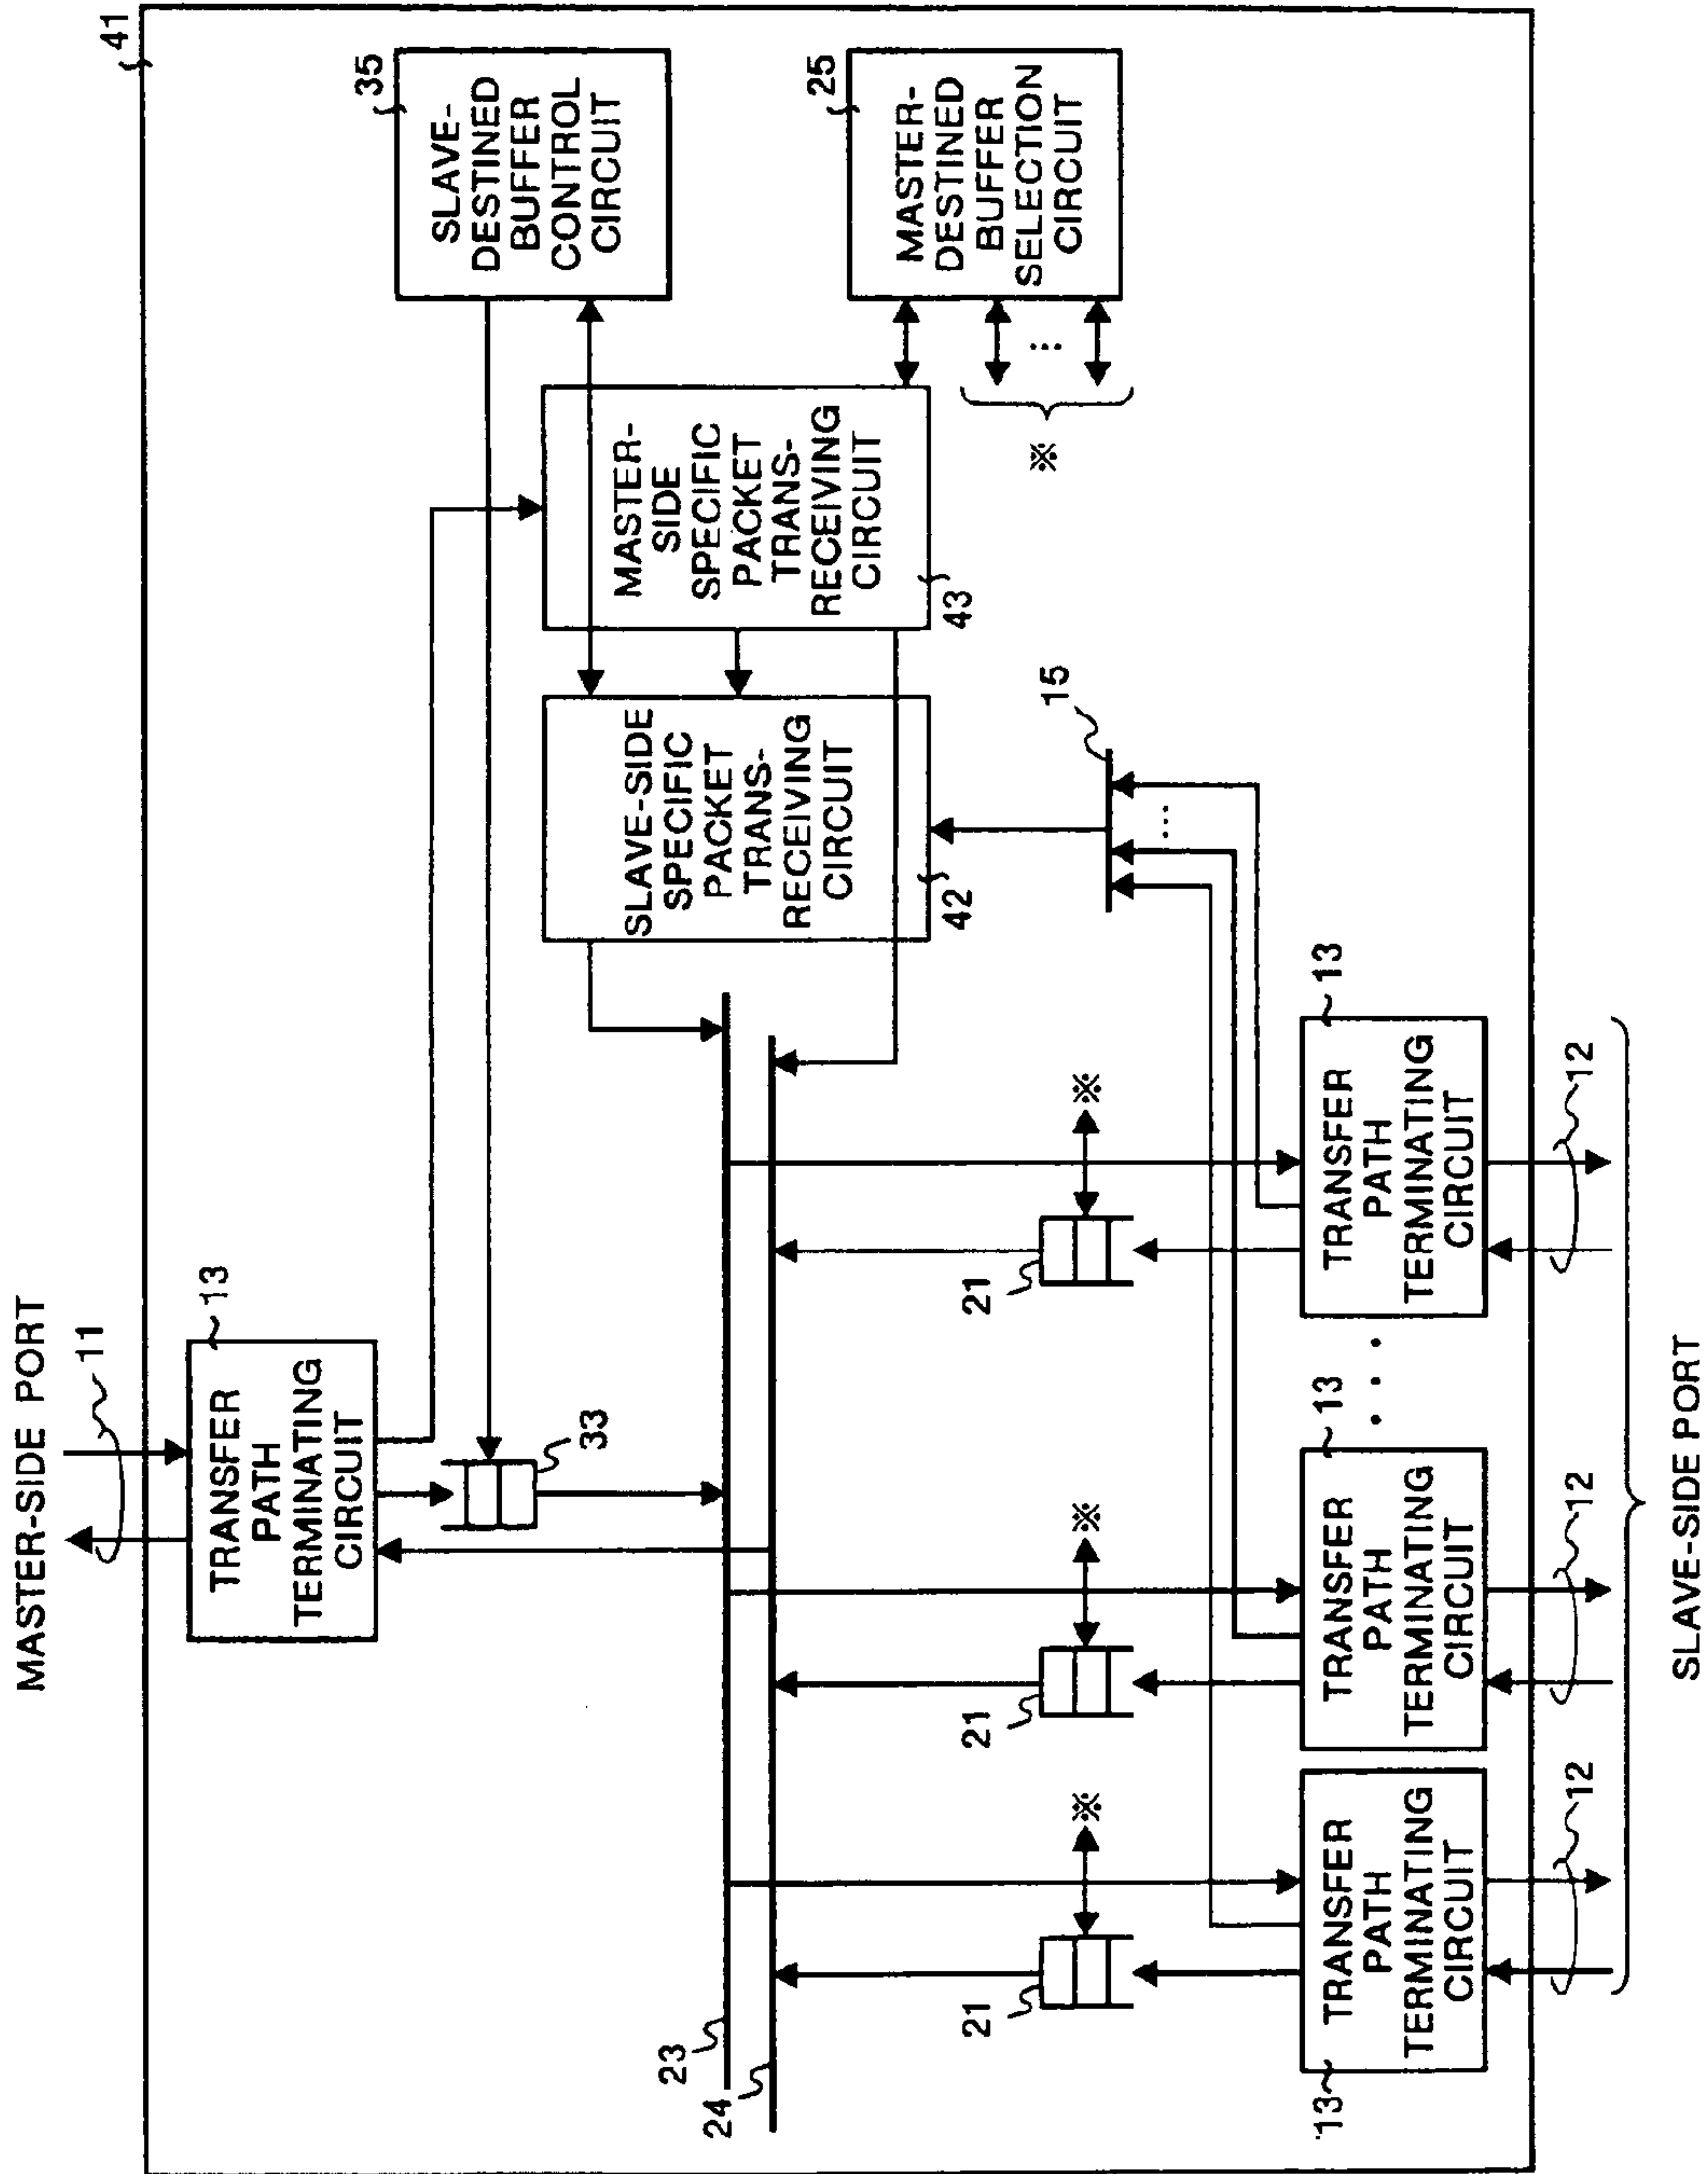 MASTER-SIDE PORT
11
41
13
TRANSFER
PATH
TERMINATING
CIRCUIT
35
SLAVE-
DESTINED
BUFFER
CONTROL
CIRCUIT
33
SLAVE-SIDE
SPECIFIC
PACKET
TRANS-
RECEIVING
CIRCUIT
42
MASTER-
SIDE
SPECIFIC
PACKET
TRANS-
RECEIVING
CIRCUIT
43
23
24
25
MASTER-
DESTINED
BUFFER
SELECTION
CIRCUIT
...
※
21
※
21
※
21
※
15
...
13
TRANSFER
PATH
TERMINATING
CIRCUIT
13
TRANSFER
PATH
TERMINATING
CIRCUIT
....
13
TRANSFER
PATH
TERMINATING
CIRCUIT
12
12
12
SLAVE-SIDE PORT